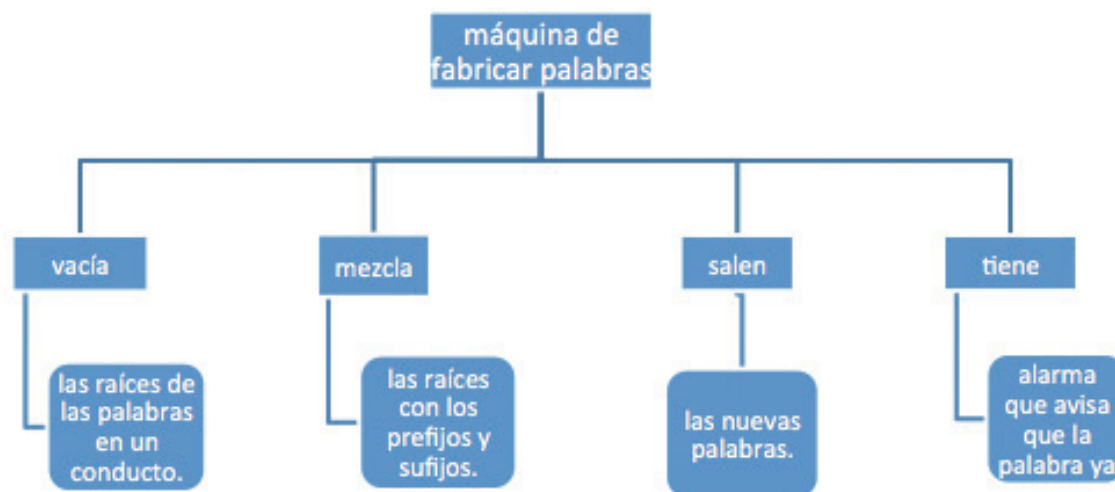 máquina de
fabricar palabras
vacía
mezcla
salen
tiene
las raíces de
las palabras
en un
conducto.
las raíces
con los
prefijos y
sufijos.
las nuevas
palabras.
alarma
que avisa
que la
palabra ya